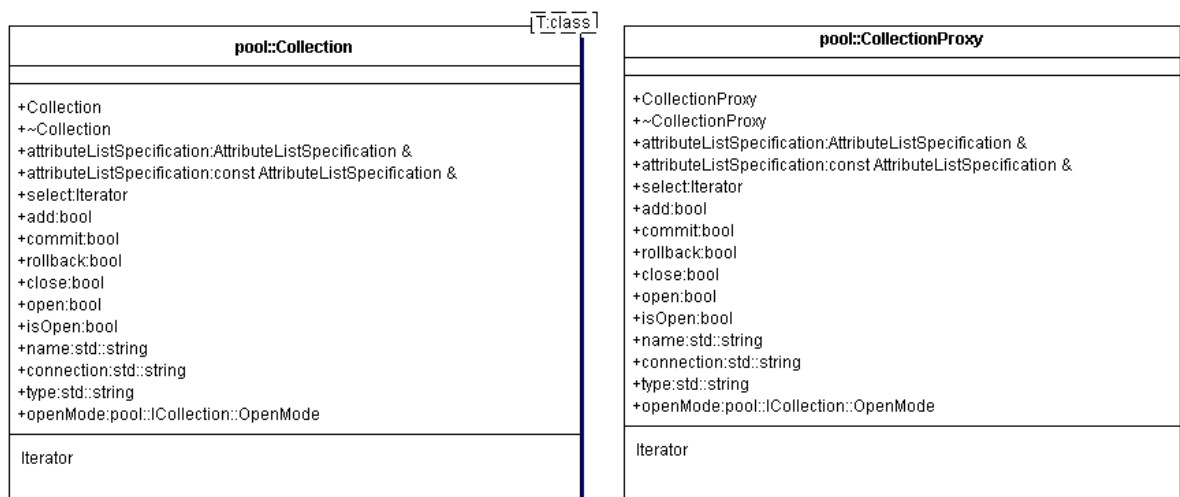 T:class
pool::Collection
+Collection
+~Collection
+attributeListSpecification:AttributeListSpecification &
+attributeListSpecification:const AttributeListSpecification &
+select:Iterator
+add:bool
+commit:bool
+rollback:bool
+close:bool
+open:bool
+isOpen:bool
+name:std::string
+connection:std::string
+type:std::string
+openMode:pool::ICollection::OpenMode
Iterator
pool::CollectionProxy
+CollectionProxy
+~CollectionProxy
+attributeListSpecification:AttributeListSpecification &
+attributeListSpecification:const AttributeListSpecification &
+select:Iterator
+add:bool
+commit:bool
+rollback:bool
+close:bool
+open:bool
+isOpen:bool
+name:std::string
+connection:std::string
+type:std::string
+openMode:pool::ICollection::OpenMode
Iterator